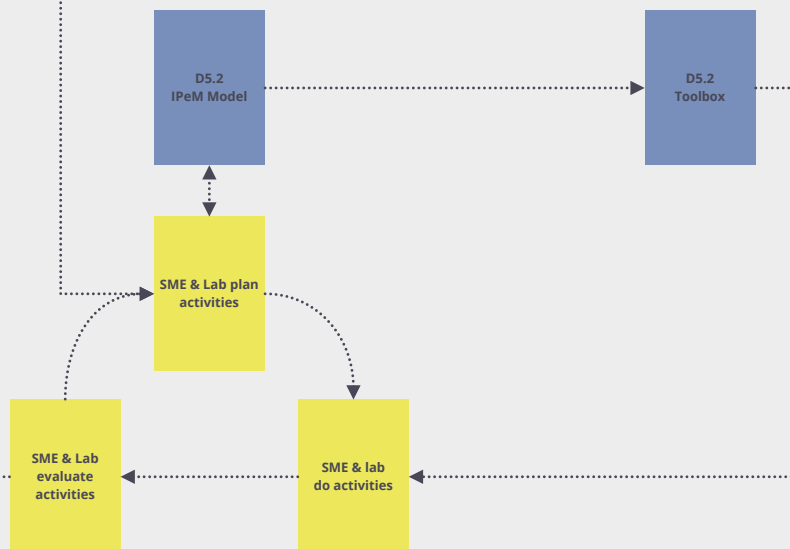 D5.2
IPeM Model
D5.2
Toolbox
SME & Lab plan
activities
SME & Lab
evaluate
activities
SME & lab
do activities